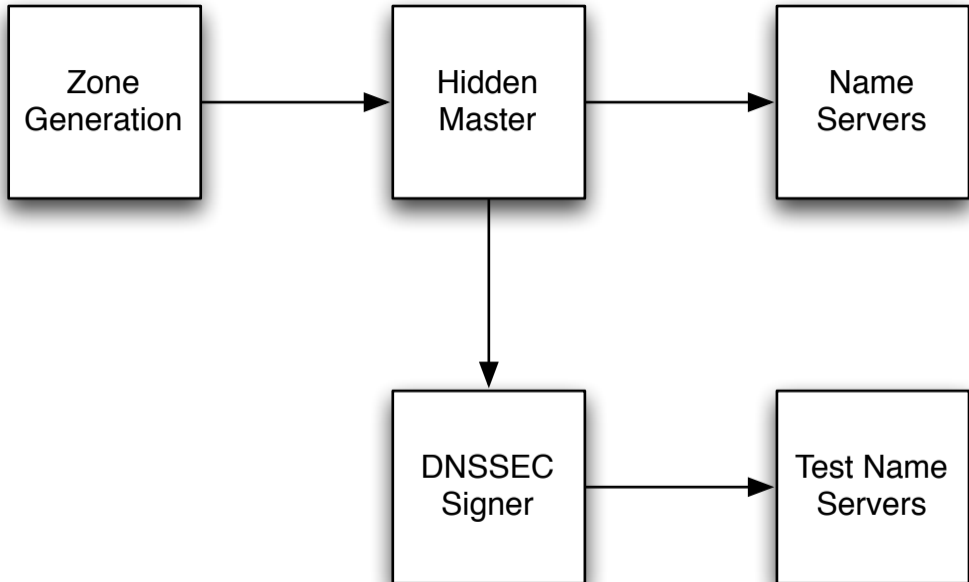 Zone
Generation
Hidden
Master
Name
Servers
DNSSEC
Signer
Test Name
Servers